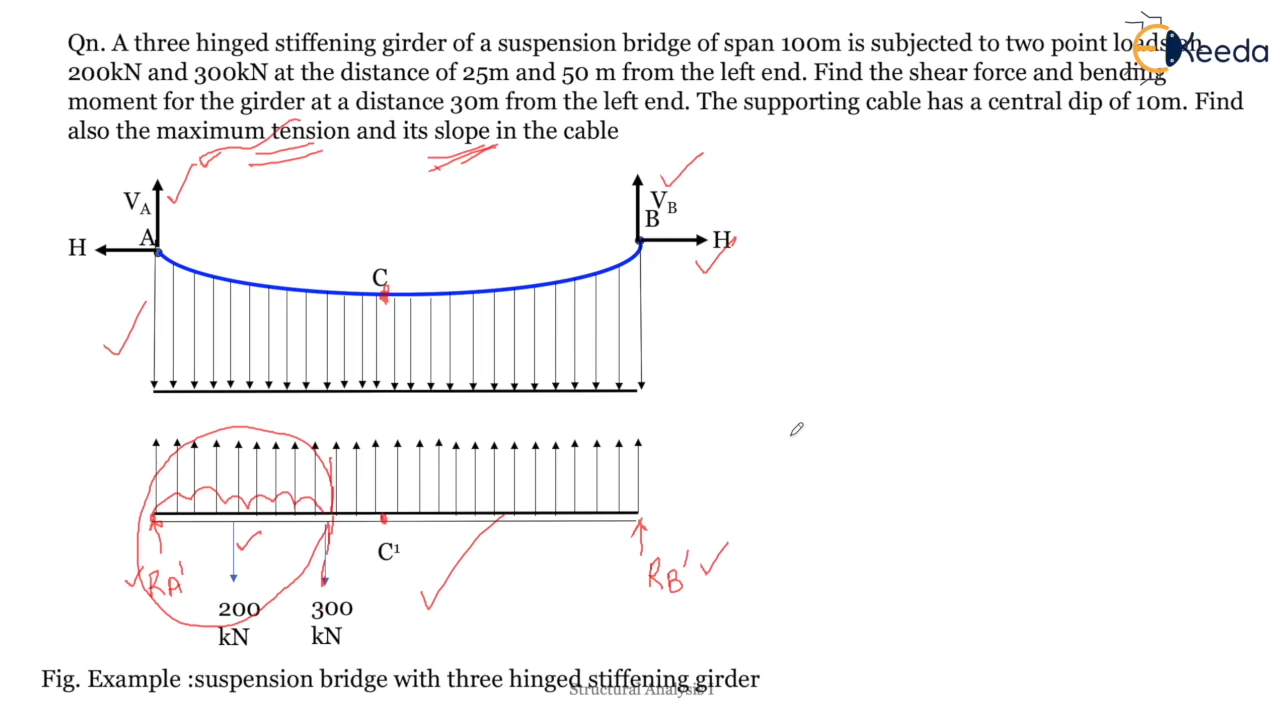 Qn. A three hinged stiffening girder of a suspension bridge of span 100m is subjected to two point loads on
200kN and 300kN at the distance of 25m and 50 m from the left end. Find the shear force and bending
moment for the girder at a distance 30m from the left end. The supporting cable has a central dip of 10m. Find
also the maximum tension and its slope in the cable
Keeda
VA
VB
B
H
A
H
C
C1
RA'
RB'
200
kN
300
kN
Fig. Example :suspension bridge with three hinged stiffening girder
Structural Analysis I